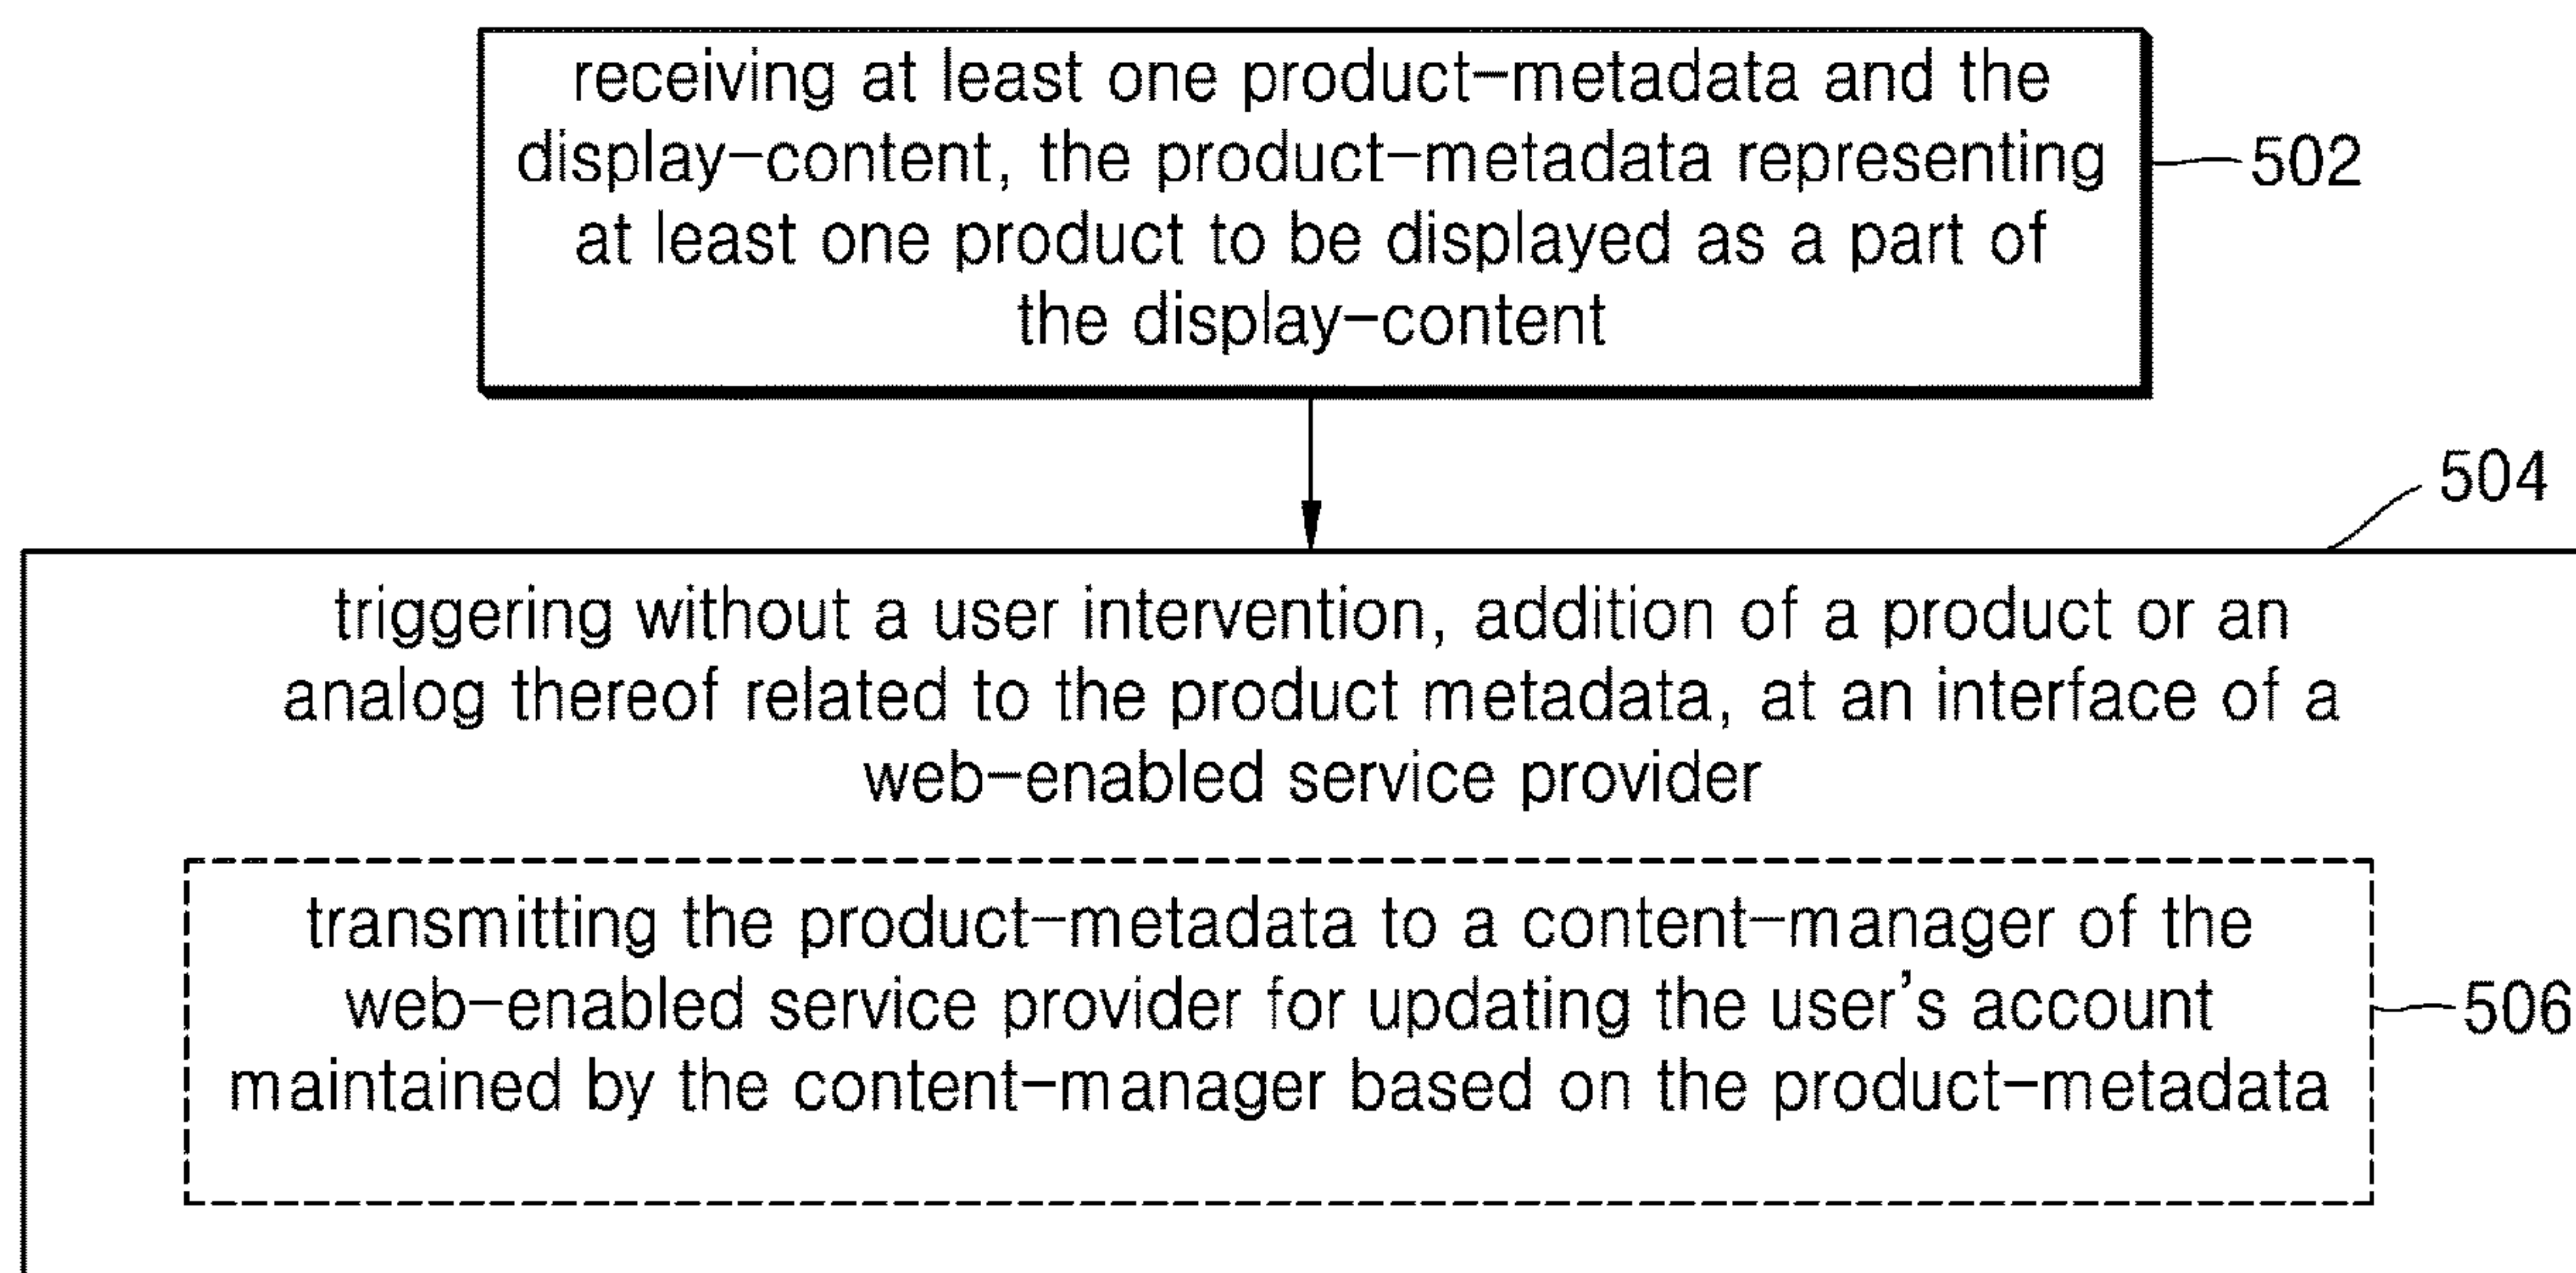 receiving at least one product-metadata and the
display-content, the product-metadata representing
at least one product to be displayed as a part of
the display-content
502
504
triggering without a user intervention, addition of a product or an
analog thereof related to the product metadata, at an interface of a
web-enabled service provider
transmitting the product-metadata to a content-manager of the
web-enabled service provider for updating the user's account
maintained by the content-manager based on the product-metadata
506